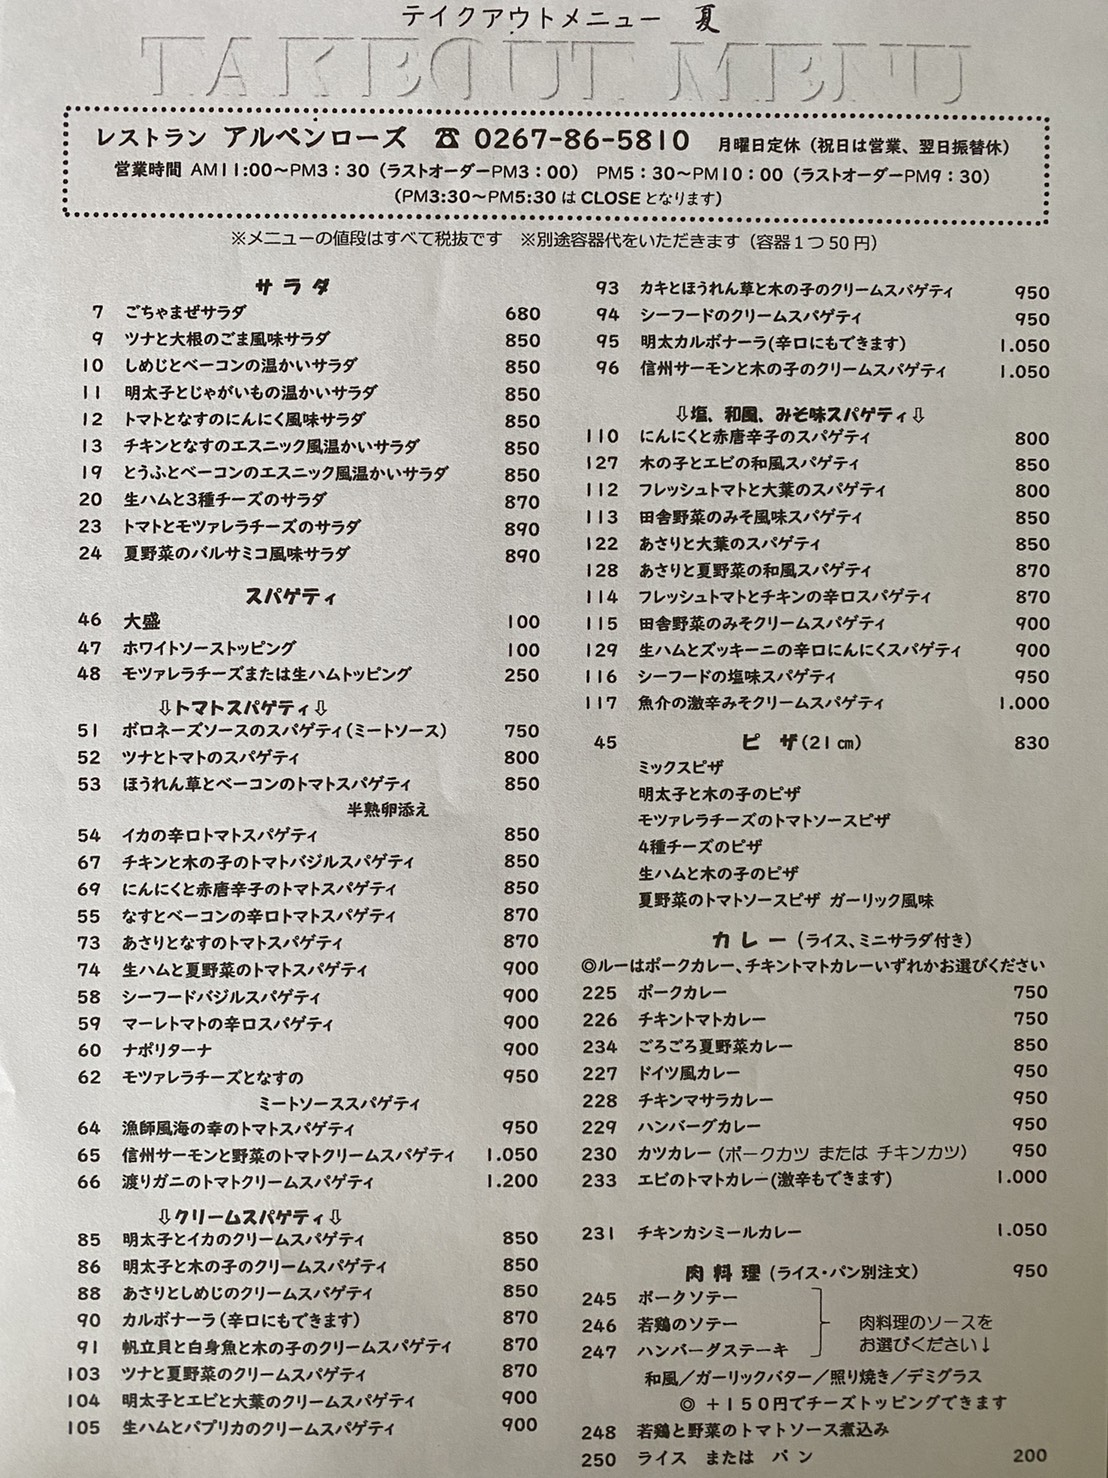 テイクアウトメニュー 夏
TAKEOUT MENU
レストラン アルペンローズ ☎ 0267-86-5810 月曜日定休（祝日は営業、翌日振替休）
営業時間 AM11:00〜PM3：30（ラストオーダーPM3：00） PM5：30〜PM10：00（ラストオーダーPM9：30）
（PM3:30〜PM5:30 は CLOSE となります）
※メニューの値段はすべて税抜です ※別途容器代をいただきます（容器１つ50円）
サラダ
7 ごちゃまぜサラダ 680
9 ツナと大根のごま風味サラダ 850
10 しめじとベーコンの温かいサラダ 850
11 明太子とじゃがいもの温かいサラダ 850
12 トマトとなすのにんにく風味サラダ 850
13 チキンとなすのエスニック風温かいサラダ 850
19 とうふとベーコンのエスニック風温かいサラダ 850
20 生ハムと3種チーズのサラダ 870
23 トマトとモツァレラチーズのサラダ 890
24 夏野菜のバルサミコ風味サラダ 890
スパゲティ
46 大盛 100
47 ホワイトソーストッピング 100
48 モツァレラチーズまたは生ハムトッピング 250
⇩トマトスパゲティ⇩
51 ボロネーズソースのスパゲティ（ミートソース） 750
52 ツナとトマトのスパゲティ 800
53 ほうれん草とベーコンのトマトスパゲティ 850
半熟卵添え
54 イカの辛口トマトスパゲティ 850
67 チキンと木の子のトマトバジルスパゲティ 850
69 にんにくと赤唐辛子のトマトスパゲティ 850
55 なすとベーコンの辛口トマトスパゲティ 870
73 あさりとなすのトマトスパゲティ 870
74 生ハムと夏野菜のトマトスパゲティ 900
58 シーフードバジルスパゲティ 900
59 マーレトマトの辛口スパゲティ 900
60 ナポリターナ 900
62 モツァレラチーズとなすの 950
ミートソーススパゲティ
64 漁師風海の幸のトマトスパゲティ 950
65 信州サーモンと野菜のトマトクリームスパゲティ 1.050
66 渡りガニのトマトクリームスパゲティ 1.200
⇩クリームスパゲティ⇩
85 明太子とイカのクリームスパゲティ 850
86 明太子と木の子のクリームスパゲティ 850
88 あさりとしめじのクリームスパゲティ 850
90 カルボナーラ（辛口にもできます） 870
91 帆立貝と白身魚と木の子のクリームスパゲティ 870
103 ツナと夏野菜のクリームスパゲティ 870
104 明太子とエビと大葉のクリームスパゲティ 900
105 生ハムとパプリカのクリームスパゲティ 900
93 カキとほうれん草と木の子のクリームスパゲティ 950
94 シーフードのクリームスパゲティ 950
95 明太カルボナーラ(辛口にもできます) 1.050
96 信州サーモンと木の子のクリームスパゲティ 1.050
⇩塩、和風、みそ味スパゲティ⇩
110 にんにくと赤唐辛子のスパゲティ 800
127 木の子とエビの和風スパゲティ 850
112 フレッシュトマトと大葉のスパゲティ 800
113 田舎野菜のみそ風味スパゲティ 850
122 あさりと大葉のスパゲティ 850
128 あさりと夏野菜の和風スパゲティ 870
114 フレッシュトマトとチキンの辛口スパゲティ 870
115 田舎野菜のみそクリームスパゲティ 900
129 生ハムとズッキーニの辛口にんにくスパゲティ 900
116 シーフードの塩味スパゲティ 950
117 魚介の激辛みそクリームスパゲティ 1.000
45 ピ ザ(21㎝) 830
ミックスピザ
明太子と木の子のピザ
モツァレラチーズのトマトソースピザ
4種チーズのピザ
生ハムと木の子のピザ
夏野菜のトマトソースピザ ガーリック風味
カレー（ライス、ミニサラダ付き）
◎ルーはポークカレー、チキントマトカレーいずれかお選びください
225 ポークカレー 750
226 チキントマトカレー 750
234 ごろごろ夏野菜カレー 850
227 ドイツ風カレー 950
228 チキンマサラカレー 950
229 ハンバーグカレー 950
230 カツカレー（ポークカツ または チキンカツ） 950
233 エビのトマトカレー(激辛もできます) 1.000
231 チキンカシミールカレー 1.050
肉料理（ライス・パン別注文） 950
245 ポークソテー
246 若鶏のソテー
247 ハンバーグステーキ
肉料理のソースを
お選びください↓
和風／ガーリックバター／照り焼き／デミグラス
◎ ＋150円でチーズトッピングできます
248 若鶏と野菜のトマトソース煮込み
250 ライス または パン 200